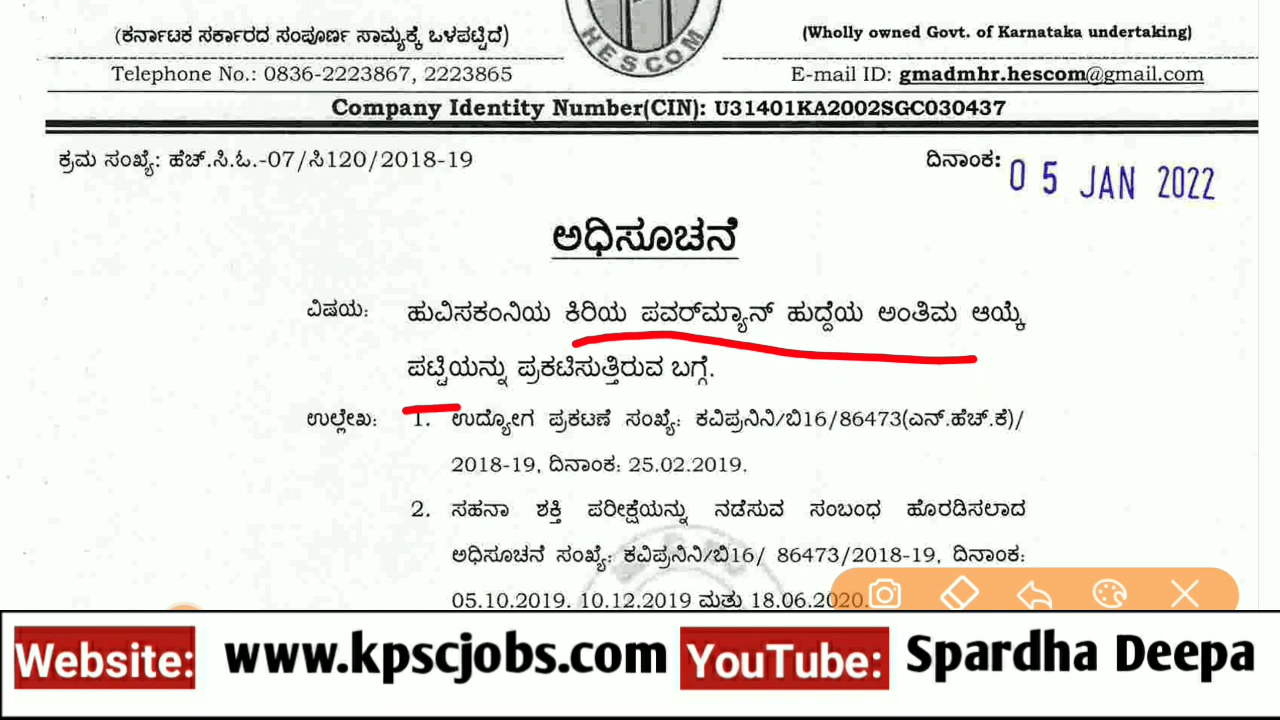 (ಕರ್ನಾಟಕ ಸರ್ಕಾರದ ಸಂಪೂರ್ಣ ಸಾಮ್ಯಕ್ಕೆ ಒಳಪಟ್ಟಿದೆ)
(Wholly owned Govt. of Karnataka undertaking)
HESCOM
Telephone No.: 0836-2223867, 2223865
E-mail ID: gmadmhr.hescom@gmail.com
Company Identity Number(CIN): U31401KA2002SGC030437
ಕ್ರಮ ಸಂಖ್ಯೆ: ಹೆಚ್.ಸಿ.ಓ.-07/ಸಿ120/2018-19
ದಿನಾಂಕ: 05 JAN 2022
ಅಧಿಸೂಚನೆ
ವಿಷಯ: ಹುವಿಸಕಂನಿಯ ಕಿರಿಯ ಪವರ್‌ಮ್ಯಾನ್ ಹುದ್ದೆಯ ಅಂತಿಮ ಆಯ್ಕೆ
ಪಟ್ಟಿಯನ್ನು ಪ್ರಕಟಿಸುತ್ತಿರುವ ಬಗ್ಗೆ.
ಉಲ್ಲೇಖ: 1. ಉದ್ಯೋಗ ಪ್ರಕಟಣೆ ಸಂಖ್ಯೆ: ಕವಿಪ್ರನಿನಿ/ಬಿ16/86473(ಎನ್.ಹೆಚ್.ಕೆ)/
2018-19, ದಿನಾಂಕ: 25.02.2019.
2. ಸಹನಾ ಶಕ್ತಿ ಪರೀಕ್ಷೆಯನ್ನು ನಡೆಸುವ ಸಂಬಂಧ ಹೊರಡಿಸಲಾದ
ಅಧಿಸೂಚನೆ ಸಂಖ್ಯೆ: ಕವಿಪ್ರನಿನಿ/ಬಿ16/ 86473/2018-19, ದಿನಾಂಕ:
05.10.2019. 10.12.2019 ಮತ್ತು 18.06.2020.
Website: www.kpscjobs.com YouTube: Spardha Deepa